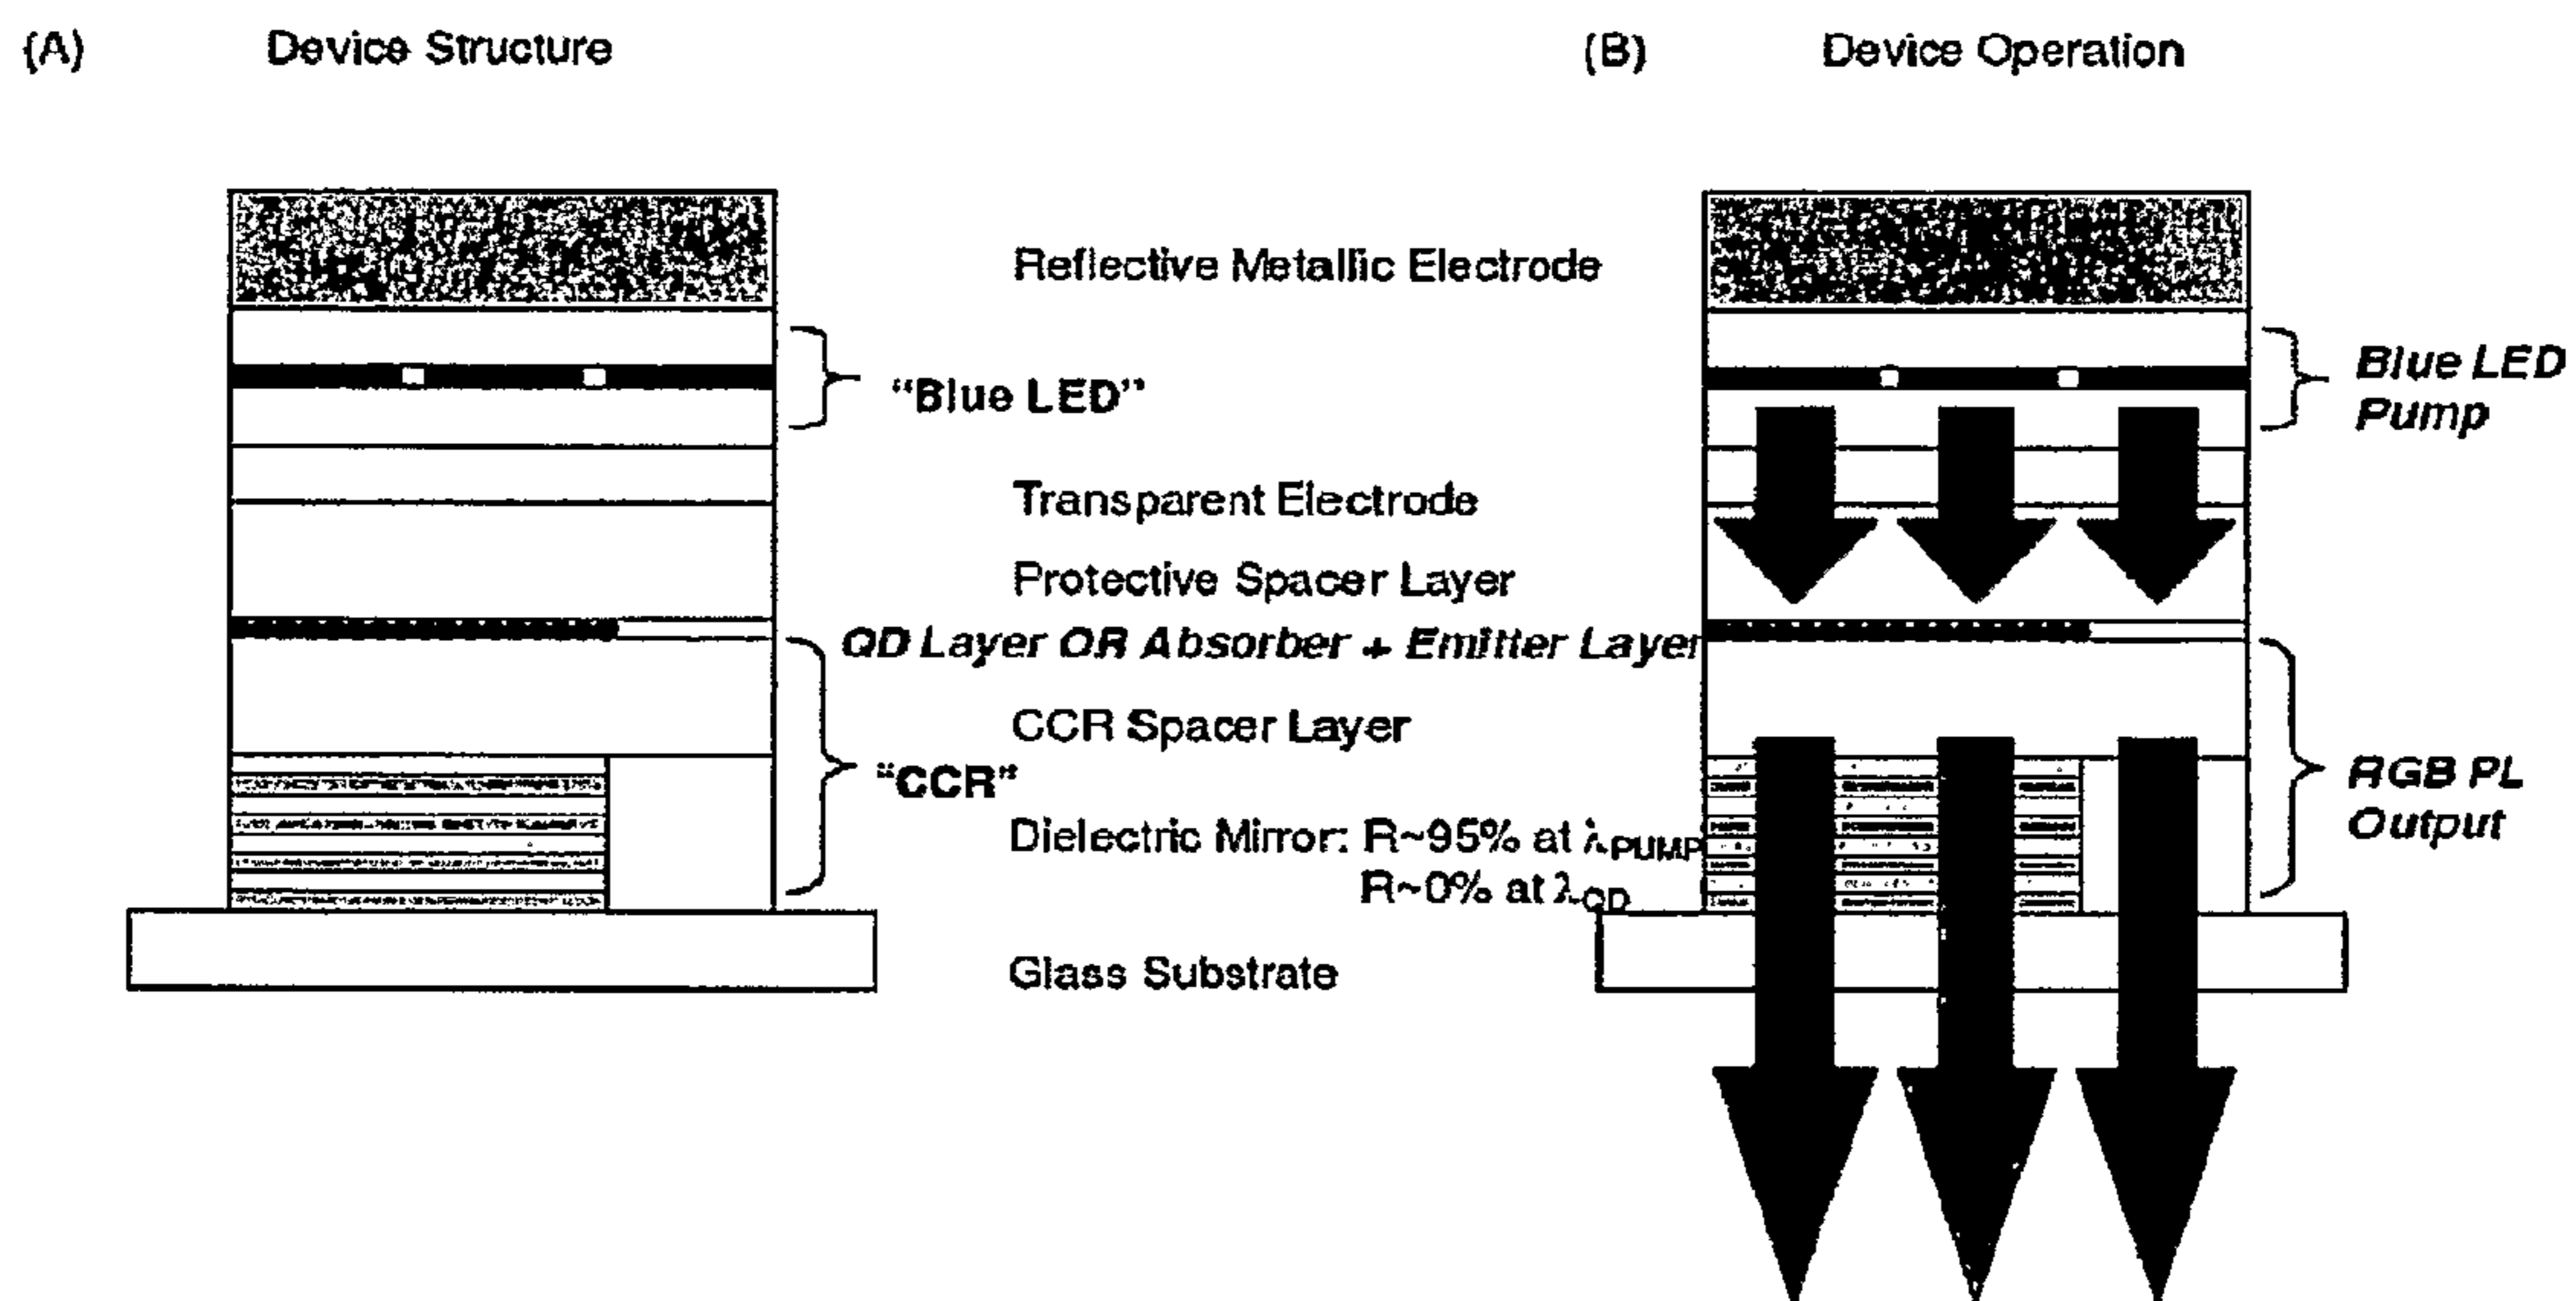 (A) Device Structure
(B) Device Operation
Reflective Metallic Electrode
"Blue LED"
Transparent Electrode
Protective Spacer Layer
QD Layer OR Absorber + Emitter Layer
CCR Spacer Layer
"CCR"
Dielectric Mirror: R~95% at λPUMP
R~0% at λQD
Glass Substrate
Blue LED
Pump
RGB PL
Output